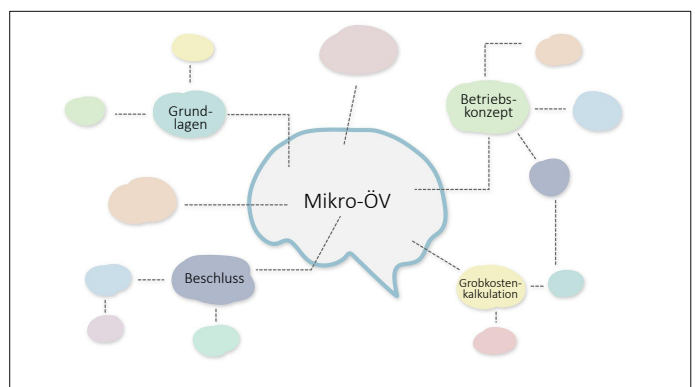 Grund-
lagen
Betriebs-
konzept
Mikro-ÖV
Beschluss
Grobkosten-
kalkulation